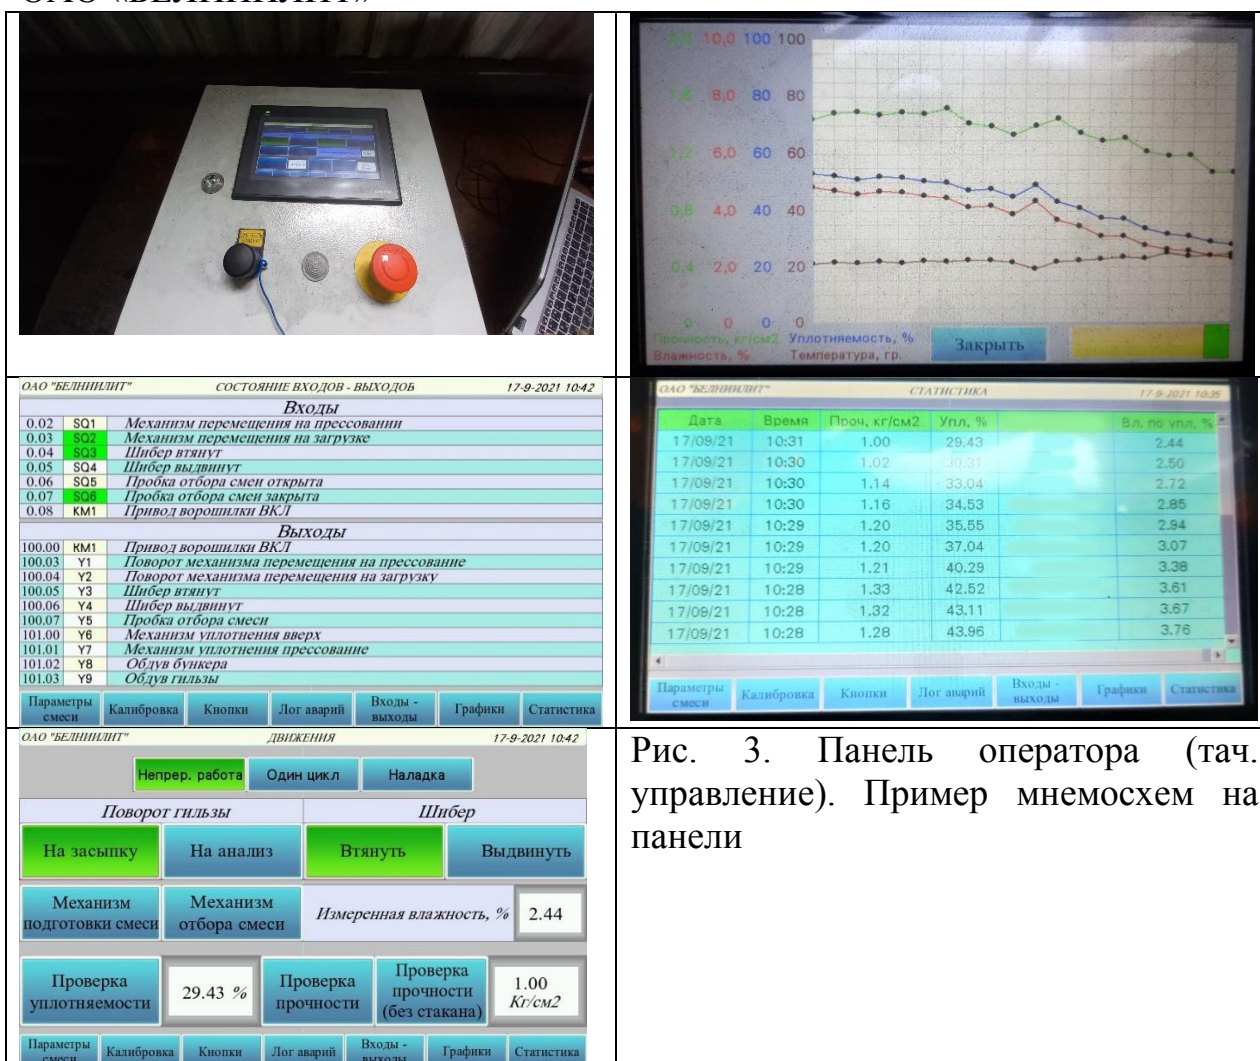 ОАО «БЕЛНИИЛИТ»
10,0 100 100
1,6 8,0 80 80
1,2 6,0 60 60
0,8 4,0 40 40
0,4 2,0 20 20
0 0 0 0
Прочность, кг/см2 Уплотняемость, %
Влажность, % Температура, гр.
Закрыть
ОАО "БЕЛНИИЛИТ" СОСТОЯНИЕ ВХОДОВ - ВЫХОДОВ 17-9-2021 10:42
Входы
0.02 SQ1 Механизм перемещения на прессовании
0.03 SQ2 Механизм перемещения на загрузке
0.04 SQ3 Шибер втянут
0.05 SQ4 Шибер выдвинут
0.06 SQ5 Пробка отбора смеи открыта
0.07 SQ6 Пробка отбора смеи закрыта
0.08 KM1 Привод ворошилки ВКЛ
Выходы
100.00 KM1 Привод ворошилки ВКЛ
100.03 Y1 Поворот механизма перемещения на прессование
100.04 Y2 Поворот механизма перемещения на загрузку
100.05 Y3 Шибер втянут
100.06 Y4 Шибер выдвинут
100.07 Y5 Пробка отбора смеси
101.00 Y6 Механизм уплотнения вверх
101.01 Y7 Механизм уплотнения прессование
101.02 Y8 Обдув бункера
101.03 Y9 Обдув гильзы
Параметры смеси Калибровка Кнопки Лог аварий Входы - выходы Графики Статистика
ОАО "БЕЛНИИЛИТ" СТАТИСТИКА 17-9-2021 10:35
Дата Время Проч, кг/см2 Упл, % Вл. по упл, %
17/09/21 10:31 1.00 29.43 2.44
17/09/21 10:30 1.02 30.31 2.50
17/09/21 10:30 1.14 33.04 2.72
17/09/21 10:30 1.16 34.53 2.85
17/09/21 10:29 1.20 35.55 2.94
17/09/21 10:29 1.20 37.04 3.07
17/09/21 10:29 1.21 40.29 3.38
17/09/21 10:28 1.33 42.52 3.61
17/09/21 10:28 1.32 43.11 3.67
17/09/21 10:28 1.28 43.96 3.76
Параметры смеси Калибровка Кнопки Лог аварий Входы - выходы Графики Статистика
ОАО "БЕЛНИИЛИТ" ДВИЖЕНИЯ 17-9-2021 10:42
Непрер. работа Один цикл Наладка
Поворот гильзы Шибер
На засыпку На анализ Втянуть Выдвинуть
Механизм подготовки смеси
Механизм отбора смеси
Измеренная влажность, % 2.44
Проверка уплотняемости 29.43 %
Проверка прочности
Проверка прочности (без стакана)
1.00 Кг/см2
Параметры смеси Калибровка Кнопки Лог аварий Входы - выходы Графики Статистика
Рис. 3. Панель оператора (тач.
управление). Пример мнемосхем на
панели